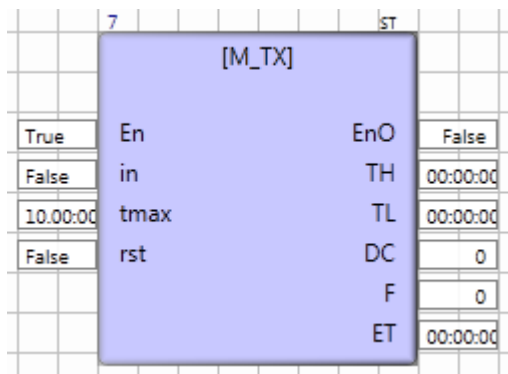 7 ST
[M_TX]
True En EnO False
False in TH 00:00:00
10.00:00 tmax TL 00:00:00
False rst DC 0
F 0
ET 00:00:00